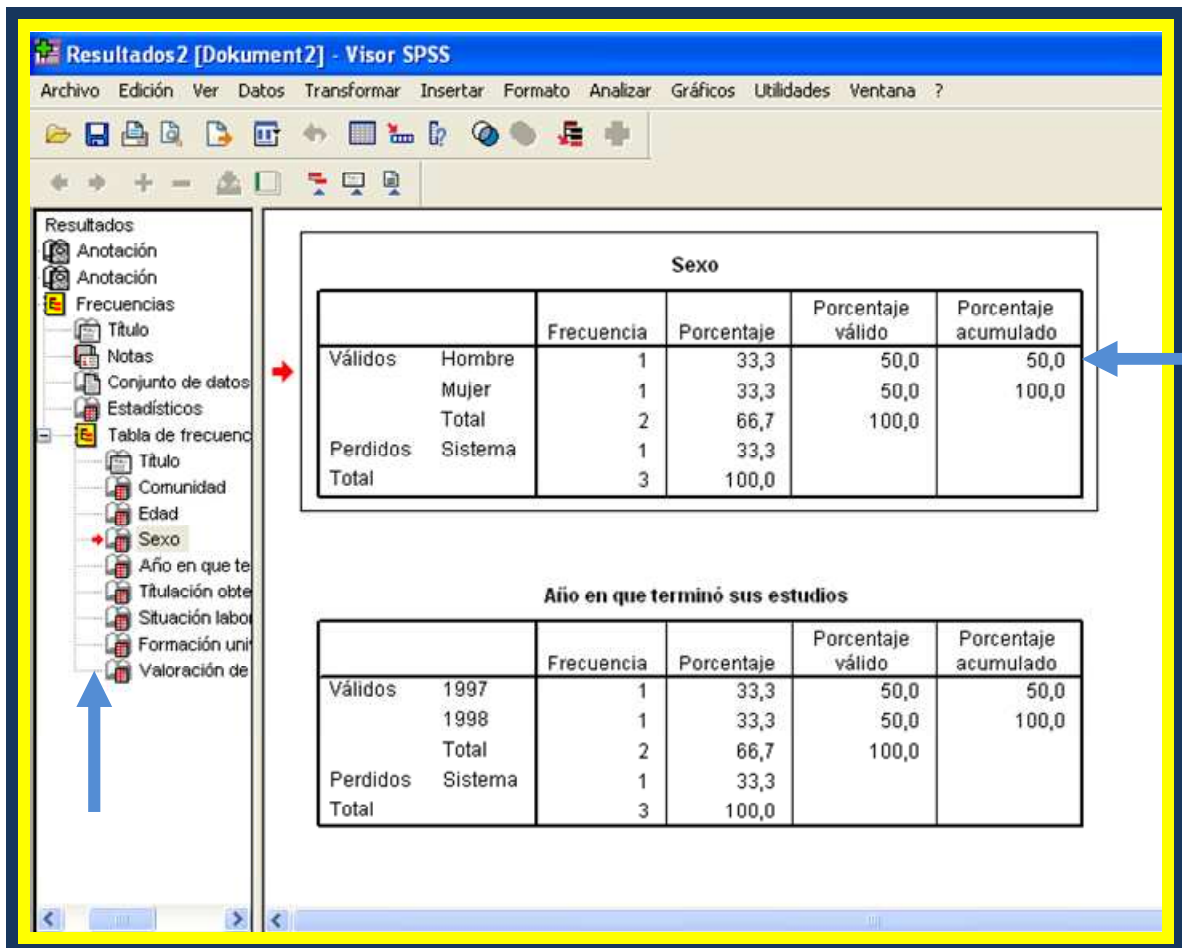 Resultados2 [Dokument2] - Visor SPSS
Archivo Edición Ver Datos Transformar Insertar Formato Analizar Gráficos Utilidades Ventana ?
Resultados
Anotación
Anotación
Frecuencias
Título
Notas
Conjunto de datos
Estadísticos
Tabla de frecuenc
Título
Comunidad
Edad
Sexo
Año en que te
Titulación obte
Situación labo
Formación uni
Valoración de
Sexo
Frecuencia Porcentaje Porcentaje válido Porcentaje acumulado
Válidos Hombre 1 33,3 50,0 50,0
Mujer 1 33,3 50,0 100,0
Total 2 66,7 100,0
Perdidos Sistema 1 33,3
Total 3 100,0
Año en que terminó sus estudios
Frecuencia Porcentaje Porcentaje válido Porcentaje acumulado
Válidos 1997 1 33,3 50,0 50,0
1998 1 33,3 50,0 100,0
Total 2 66,7 100,0
Perdidos Sistema 1 33,3
Total 3 100,0